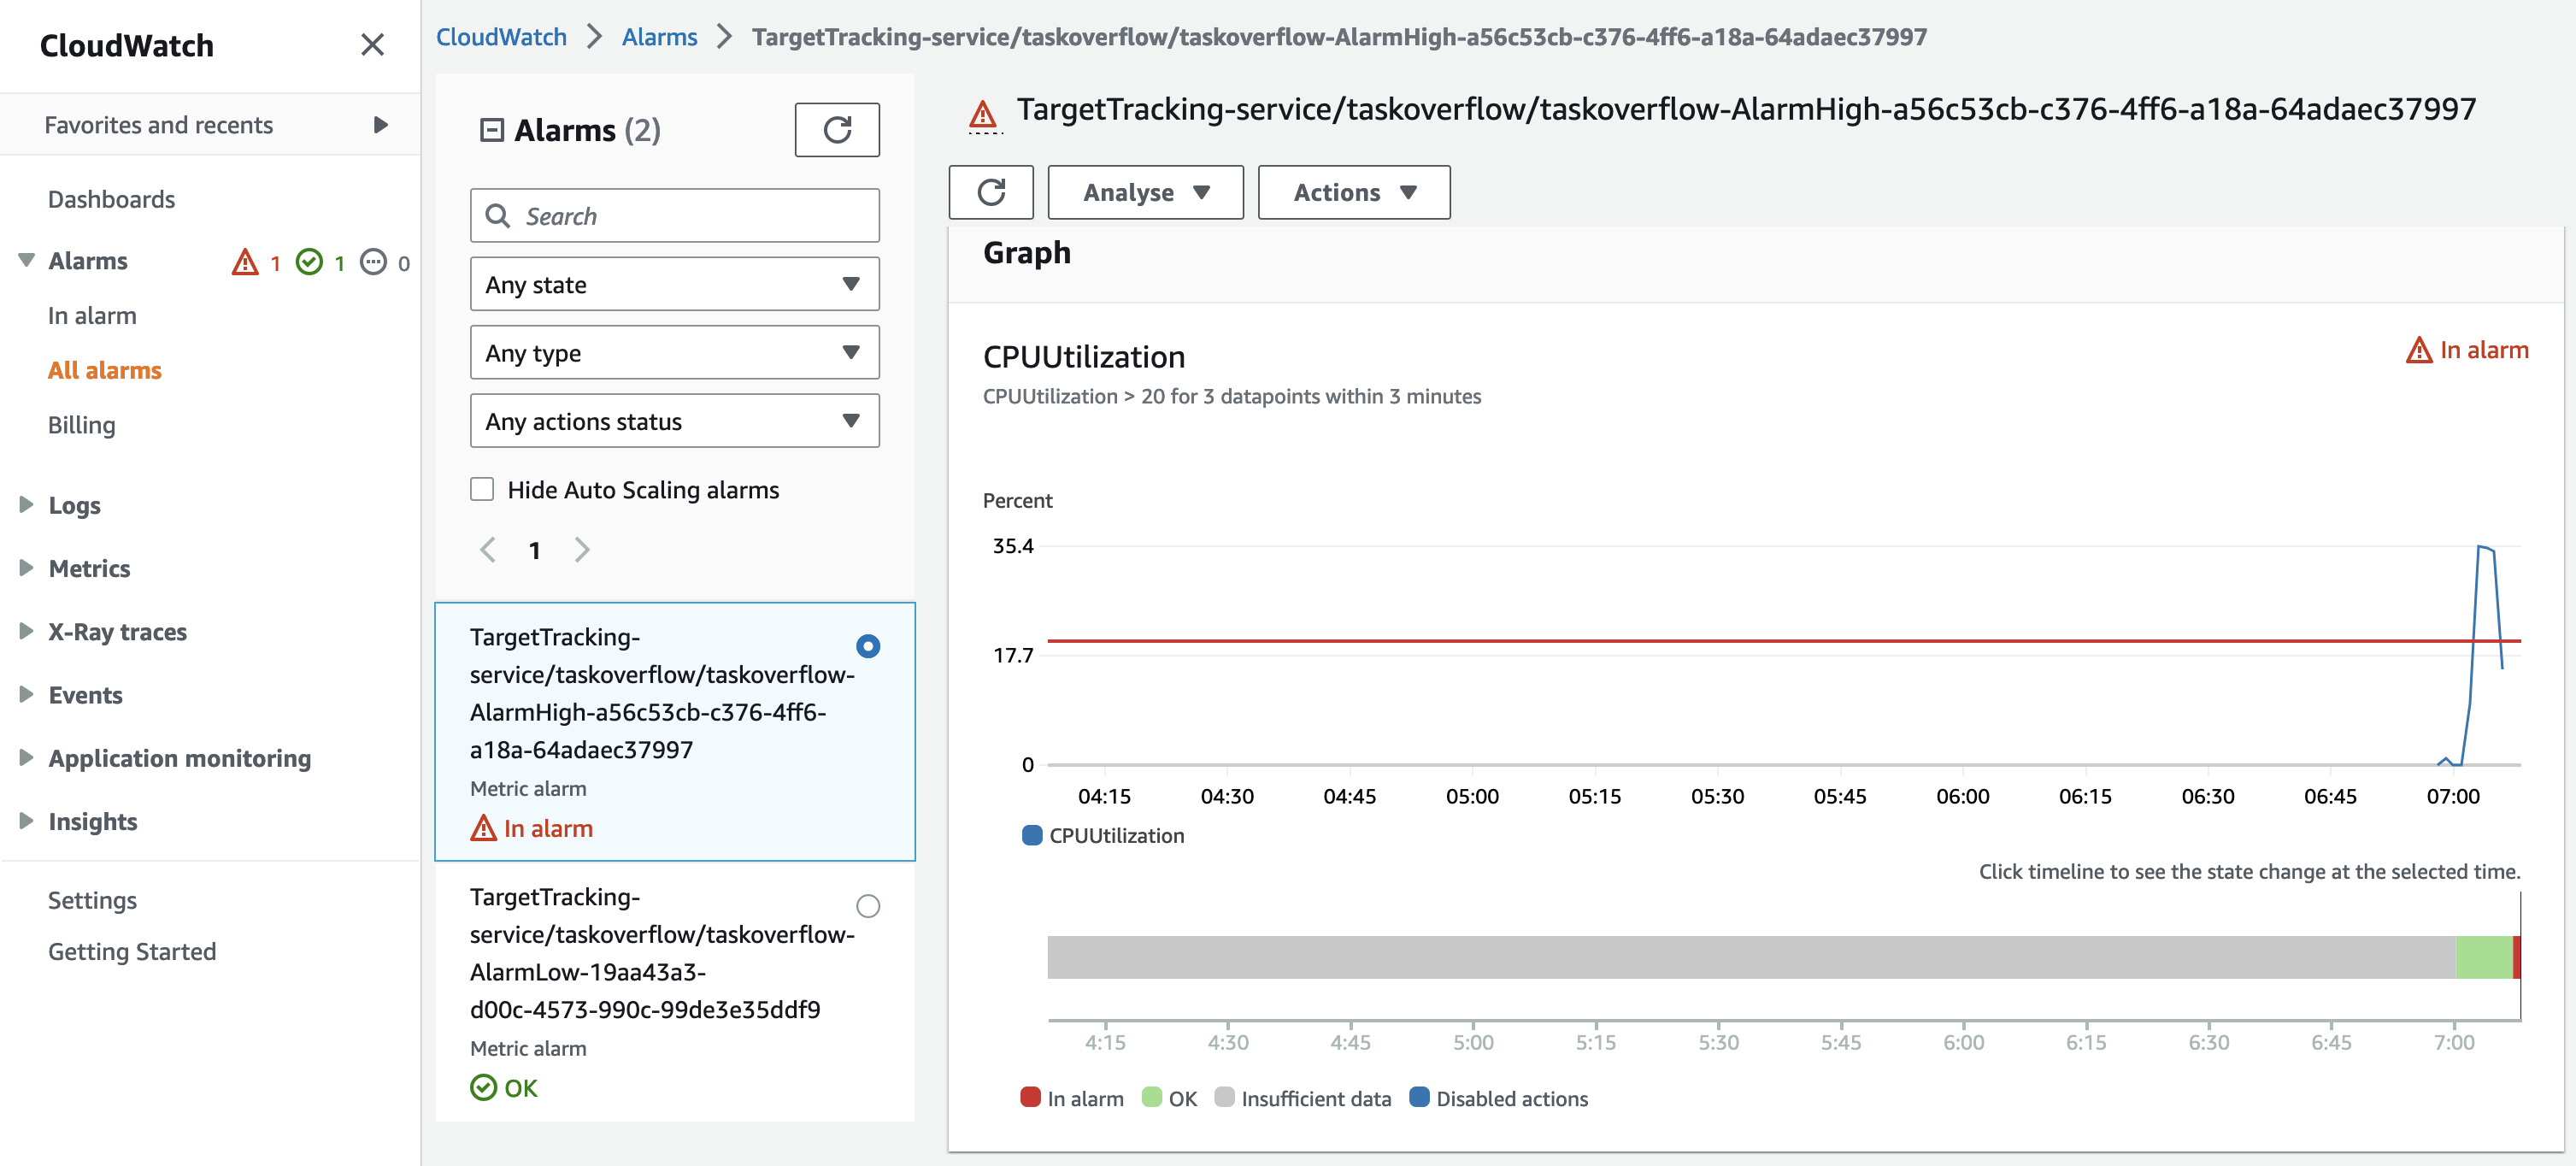 CloudWatch
Favorites and recents
Dashboards
Alarms 1 1 0
In alarm
All alarms
Billing
Logs
Metrics
X-Ray traces
Events
Application monitoring
Insights
Settings
Getting Started
CloudWatch > Alarms > TargetTracking-service/taskoverflow/taskoverflow-AlarmHigh-a56c53cb-c376-4ff6-a18a-64adaec37997
Alarms (2)
Search
Any state
Any type
Any actions status
Hide Auto Scaling alarms
1
TargetTracking-
service/taskoverflow/taskoverflow-
AlarmHigh-a56c53cb-c376-4ff6-
a18a-64adaec37997
Metric alarm
In alarm
TargetTracking-
service/taskoverflow/taskoverflow-
AlarmLow-19aa43a3-
d00c-4573-990c-99de3e35ddf9
Metric alarm
OK
TargetTracking-service/taskoverflow/taskoverflow-AlarmHigh-a56c53cb-c376-4ff6-a18a-64adaec37997
Analyse Actions
Graph
CPUUtilization
In alarm
CPUUtilization > 20 for 3 datapoints within 3 minutes
Percent
35.4
17.7
0
04:15 04:30 04:45 05:00 05:15 05:30 05:45 06:00 06:15 06:30 06:45 07:00
CPUUtilization
Click timeline to see the state change at the selected time.
4:15 4:30 4:45 5:00 5:15 5:30 5:45 6:00 6:15 6:30 6:45 7:00
In alarm OK Insufficient data Disabled actions